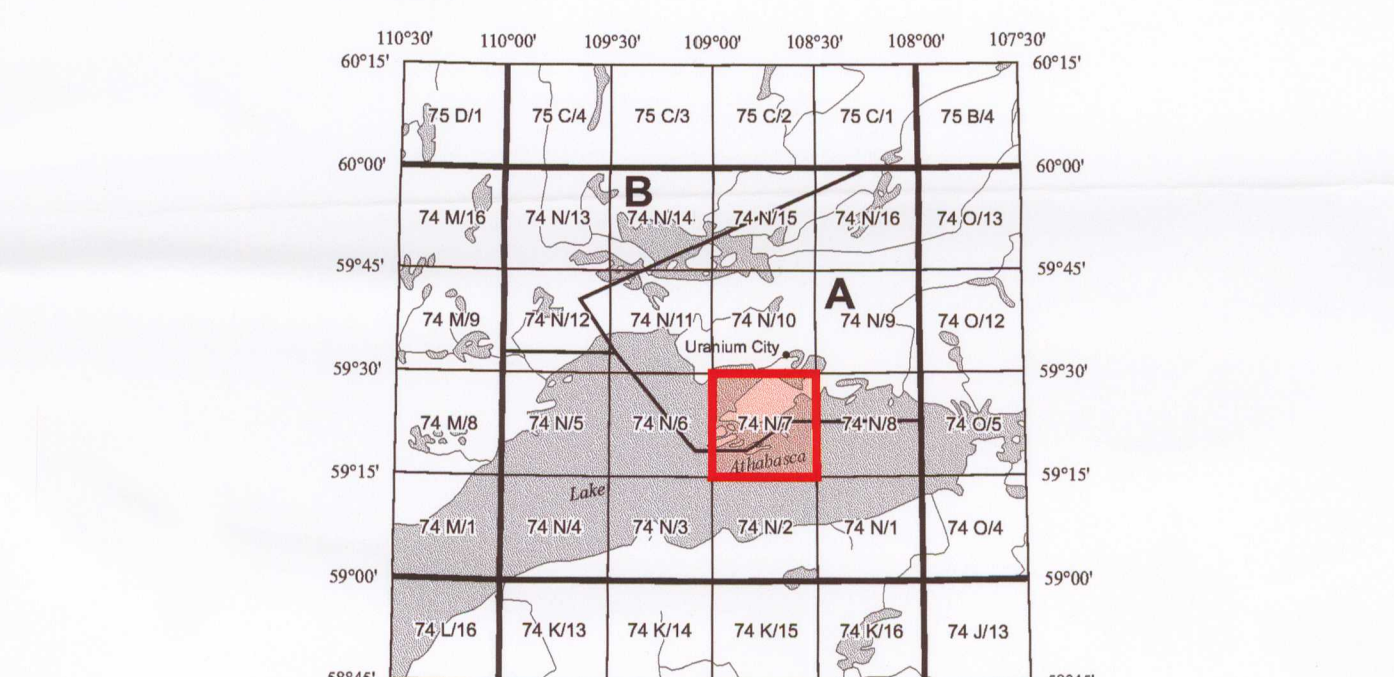 110°30' 110°00' 109°30' 109°00' 108°30' 108°00' 107°30'
60°15' 60°15'
75 D/1 75 C/4 75 C/3 75 C/2 75 C/1 75 B/4
60°00' 60°00'
B
74 M/16 74 N/13 74 N/14 74 N/15 74 N/16 74 O/13
59°45' 59°45'
A
74 M/9 74 N/12 74 N/11 74 N/10 74 N/9 74 O/12
Uranium City
59°30' 59°30'
74 M/8 74 N/5 74 N/6 74 N/7 74 N/8 74 O/5
Athabasca
59°15' 59°15'
Lake
74 M/1 74 N/4 74 N/3 74 N/2 74 N/1 74 O/4
59°00' 59°00'
74 L/16 74 K/13 74 K/14 74 K/15 74 K/16 74 J/13